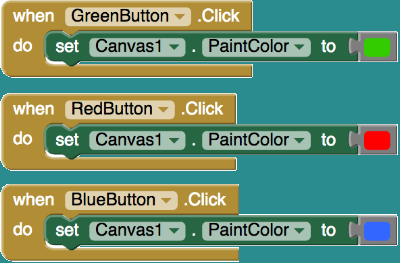 when GreenButton .Click
do set Canvas1 . PaintColor to
when RedButton .Click
do set Canvas1 . PaintColor to
when BlueButton .Click
do set Canvas1 . PaintColor to